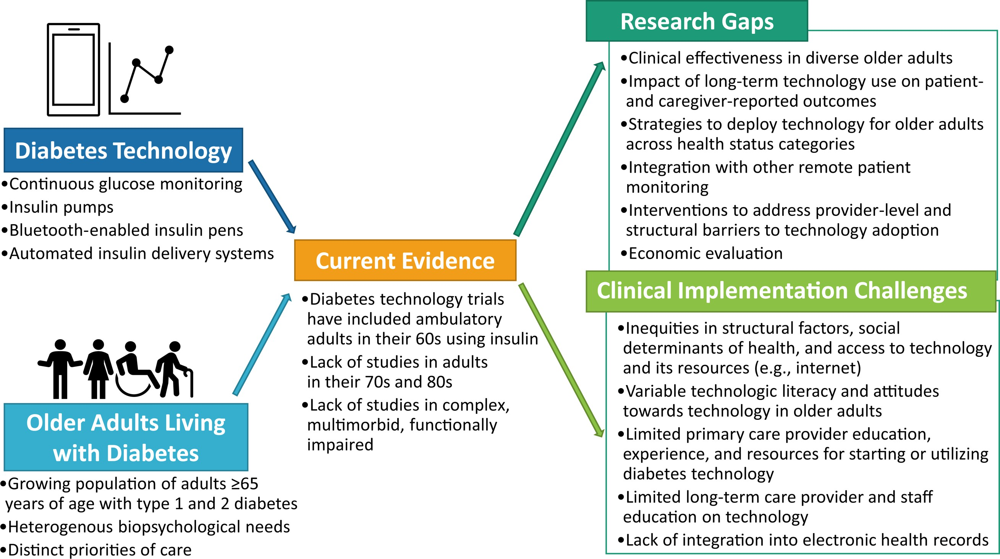 Diabetes Technology
•Continuous glucose monitoring
•Insulin pumps
•Bluetooth-enabled insulin pens
•Automated insulin delivery systems
Older Adults Living
with Diabetes
•Growing population of adults ≥65
years of age with type 1 and 2 diabetes
•Heterogenous biopsychological needs
•Distinct priorities of care
Current Evidence
•Diabetes technology trials
have included ambulatory
adults in their 60s using insulin
•Lack of studies in adults
in their 70s and 80s
•Lack of studies in complex,
multimorbid, functionally
impaired
Research Gaps
•Clinical effectiveness in diverse older adults
•Impact of long-term technology use on patient-
and caregiver-reported outcomes
•Strategies to deploy technology for older adults
across health status categories
•Integration with other remote patient
monitoring
•Interventions to address provider-level and
structural barriers to technology adoption
•Economic evaluation
Clinical Implementation Challenges
•Inequities in structural factors, social
determinants of health, and access to technology
and its resources (e.g., internet)
•Variable technologic literacy and attitudes
towards technology in older adults
•Limited primary care provider education,
experience, and resources for starting or utilizing
diabetes technology
•Limited long-term care provider and staff
education on technology
•Lack of integration into electronic health records